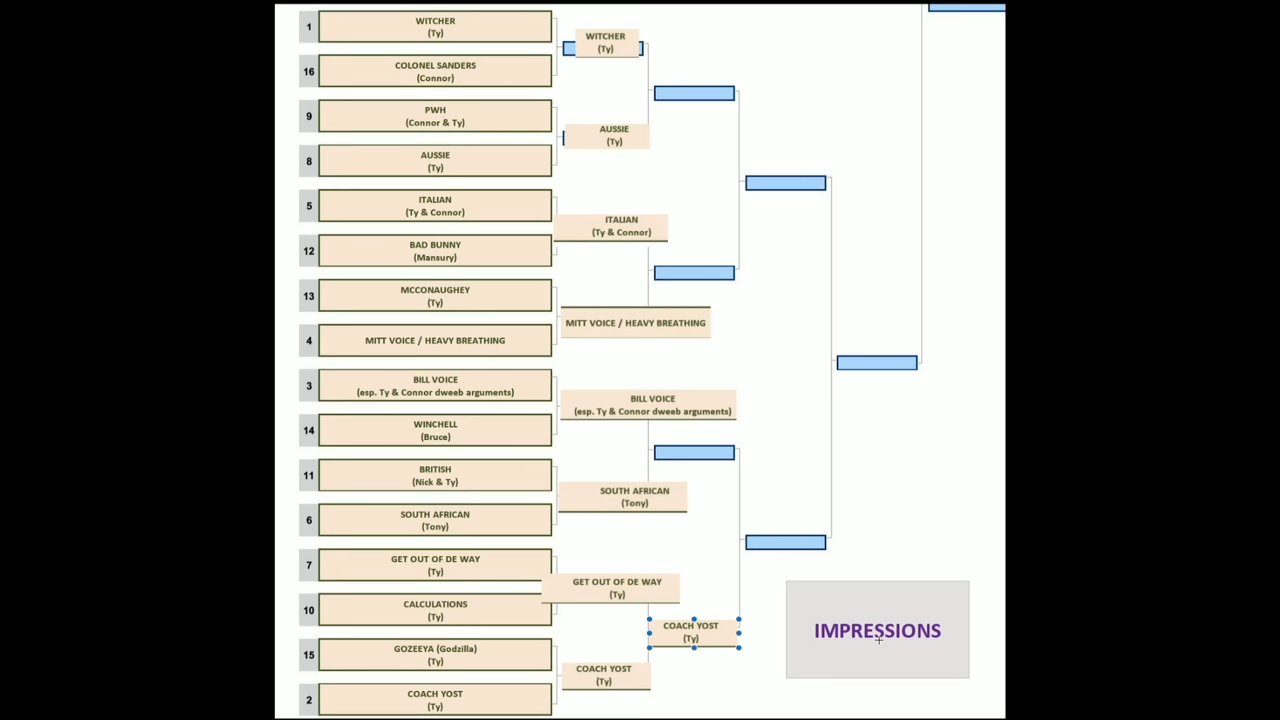 1
WITCHER
(Ty)
16
COLONEL SANDERS
(Connor)
9
PWH
(Connor & Ty)
8
AUSSIE
(Ty)
5
ITALIAN
(Ty & Connor)
12
BAD BUNNY
(Mansury)
13
MCCONAUGHEY
(Ty)
4
MITT VOICE / HEAVY BREATHING
3
BILL VOICE
(esp. Ty & Connor dweeb arguments)
14
WINCHELL
(Bruce)
11
BRITISH
(Nick & Ty)
6
SOUTH AFRICAN
(Tony)
7
GET OUT OF DE WAY
(Ty)
10
CALCULATIONS
(Ty)
15
GOZEEYA (Godzilla)
(Ty)
2
COACH YOST
(Ty)
WITCHER
(Ty)
AUSSIE
(Ty)
ITALIAN
(Ty & Connor)
MITT VOICE / HEAVY BREATHING
BILL VOICE
(esp. Ty & Connor dweeb arguments)
SOUTH AFRICAN
(Tony)
GET OUT OF DE WAY
(Ty)
COACH YOST
(Ty)
COACH YOST
(Ty)
IMPRESSIONS